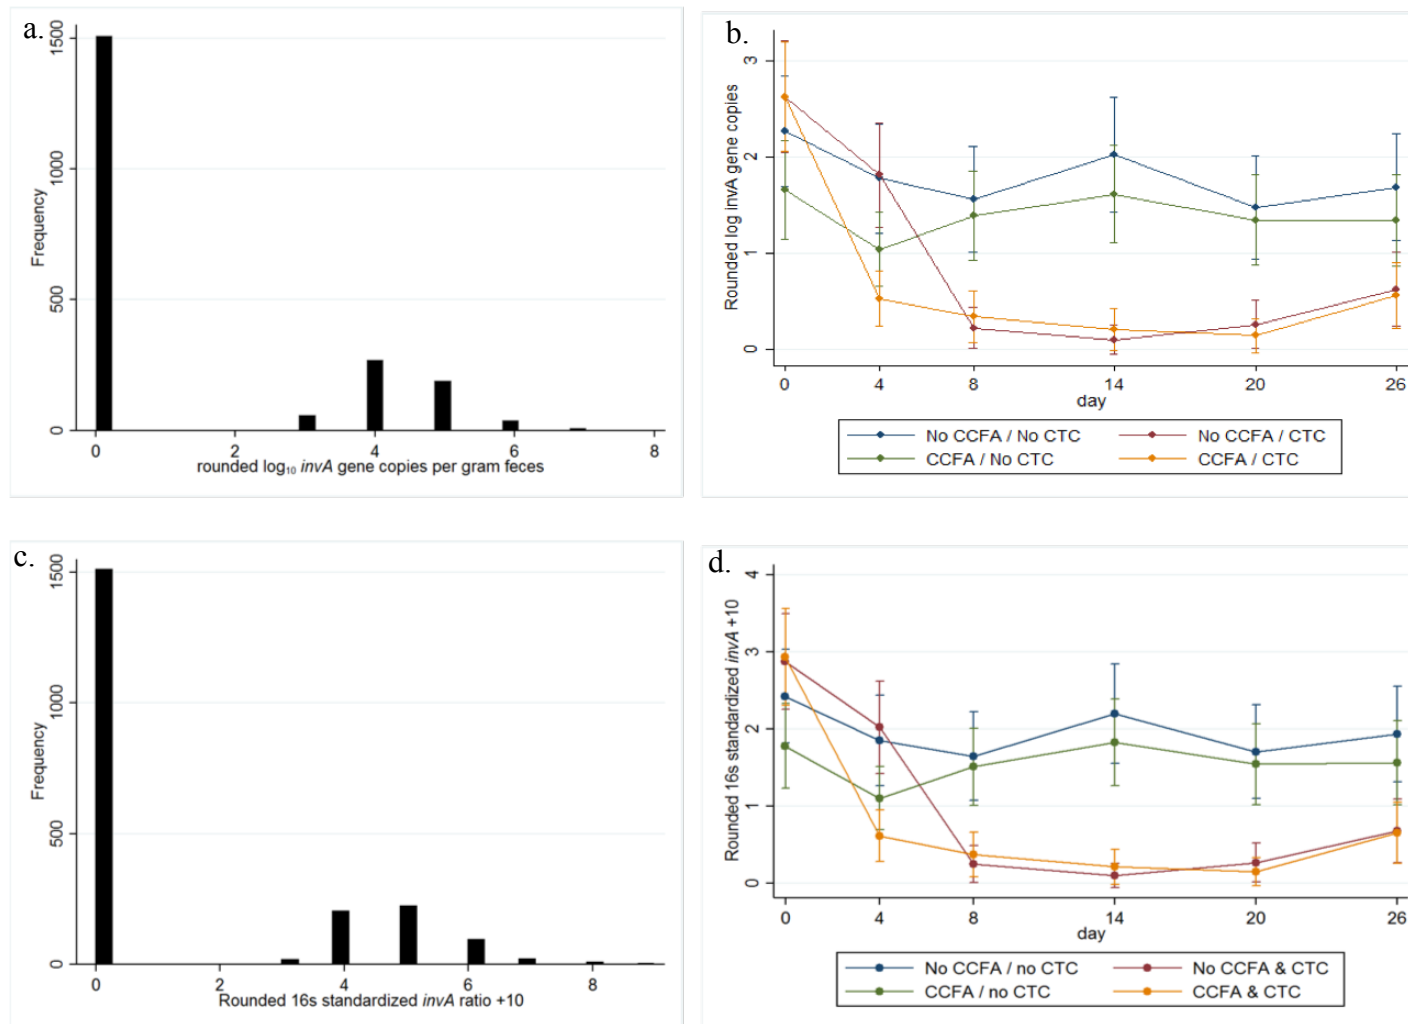 a.
1500
1000
500
0
Frequency
0 2 4 6 8
rounded log₁₀ invA gene copies per gram feces
b.
3
2
1
0
Rounded log invA gene copies
0 4 8 14 20 26
day
No CCFA / No CTC No CCFA / CTC
CCFA / No CTC CCFA / CTC
c.
1500
1000
500
0
Frequency
0 2 4 6 8
Rounded 16s standardized invA ratio +10
d.
4
3
2
1
0
Rounded 16s standardized invA +10
0 4 8 14 20 26
day
No CCFA / no CTC No CCFA & CTC
CCFA / no CTC CCFA & CTC